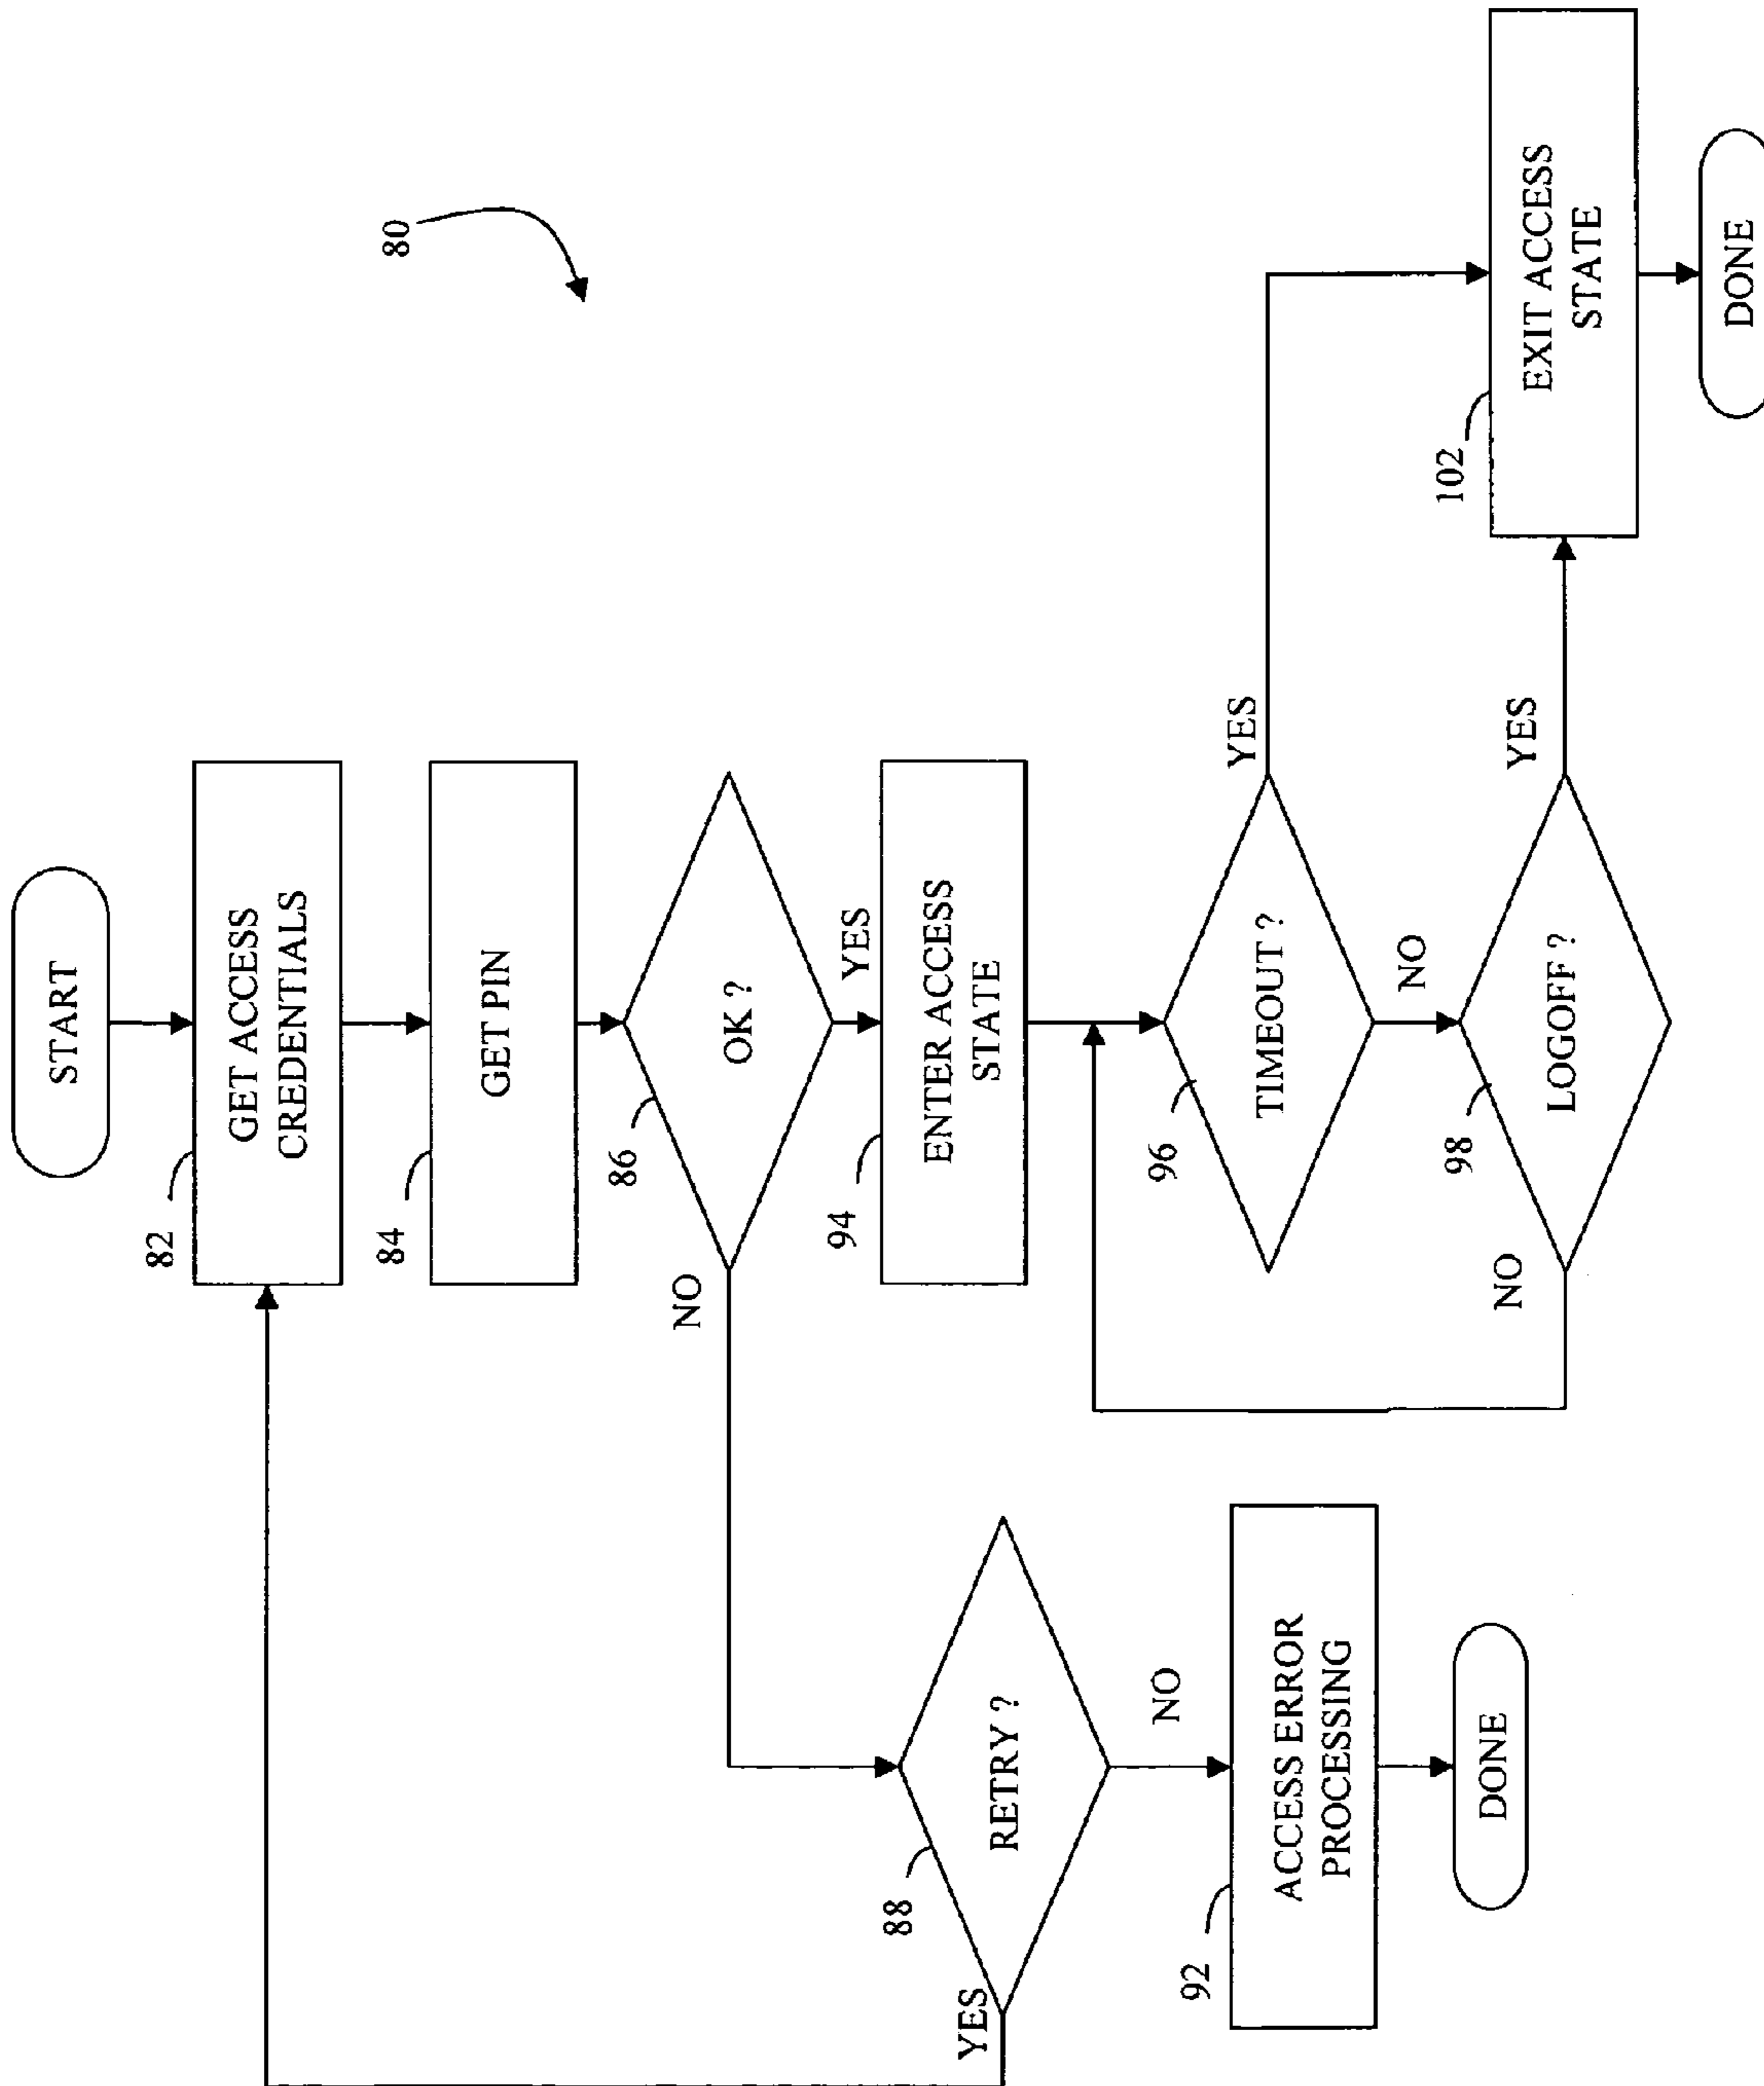 80
START
82
GET ACCESS
CREDENTIALS
84
GET PIN
86
OK ?
NO
YES
94
ENTER ACCESS
STATE
88
RETRY ?
YES
NO
92
ACCESS ERROR
PROCESSING
DONE
96
TIMEOUT ?
YES
NO
98
LOGOFF ?
NO
YES
102
EXIT ACCESS
STATE
DONE